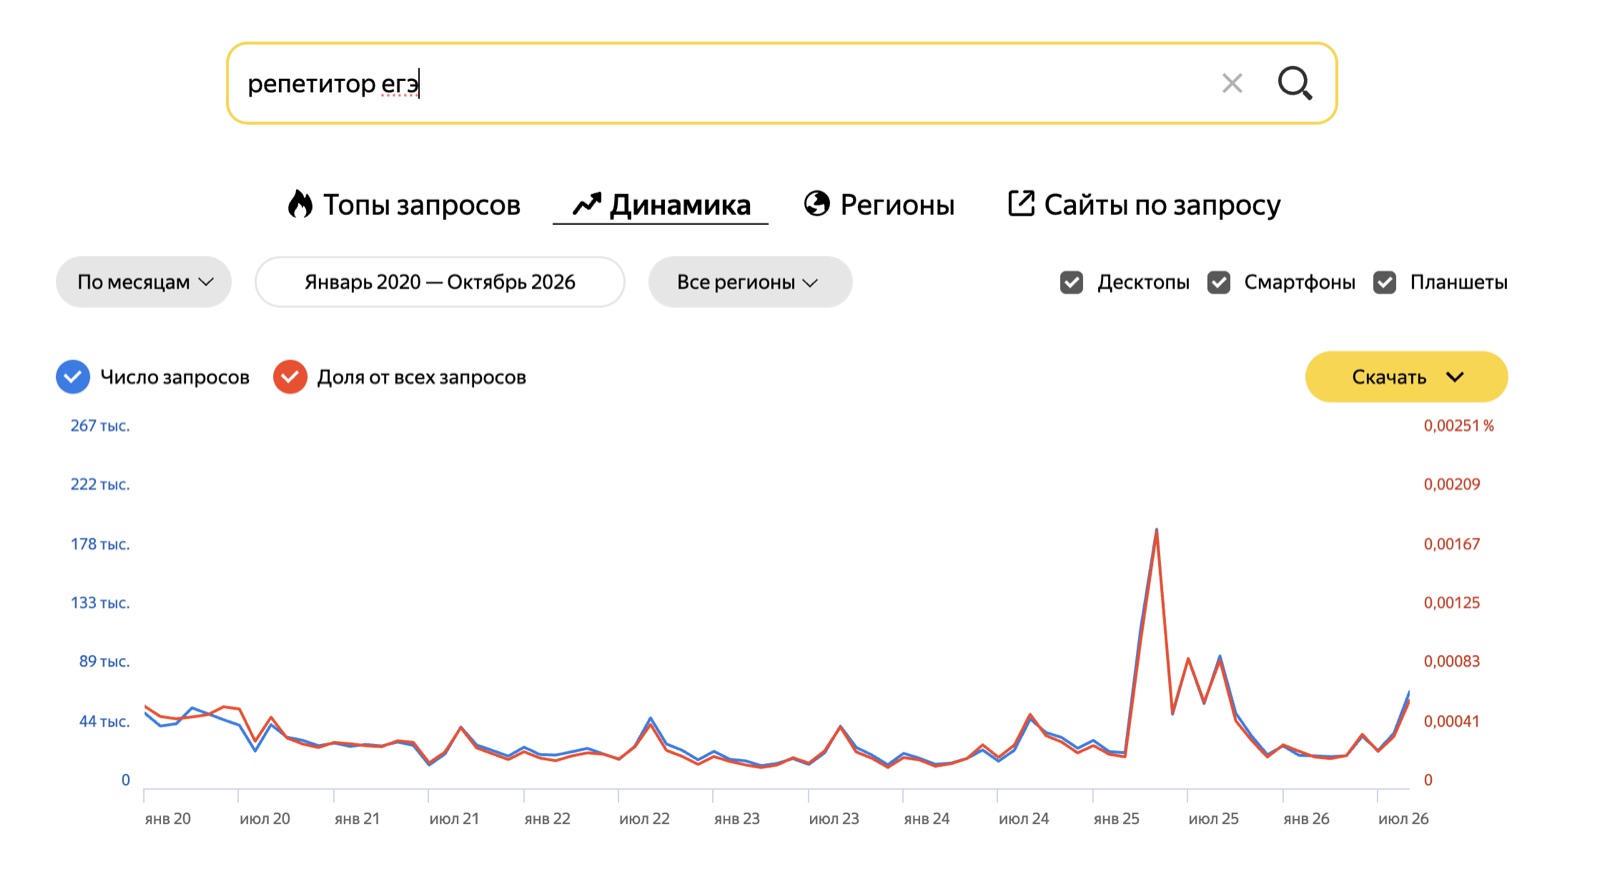 репетитор егэ
Топы запросов Динамика Регионы Сайты по запросу
По месяцам Январь 2020 — Октябрь 2026 Все регионы Десктопы Смартфоны Планшеты
Число запросов Доля от всех запросов Скачать
267 тыс. 0,00251 %
222 тыс. 0,00209
178 тыс. 0,00167
133 тыс. 0,00125
89 тыс. 0,00083
44 тыс. 0,00041
0 0
янв 20 июл 20 янв 21 июл 21 янв 22 июл 22 янв 23 июл 23 янв 24 июл 24 янв 25 июл 25 янв 26 июл 26